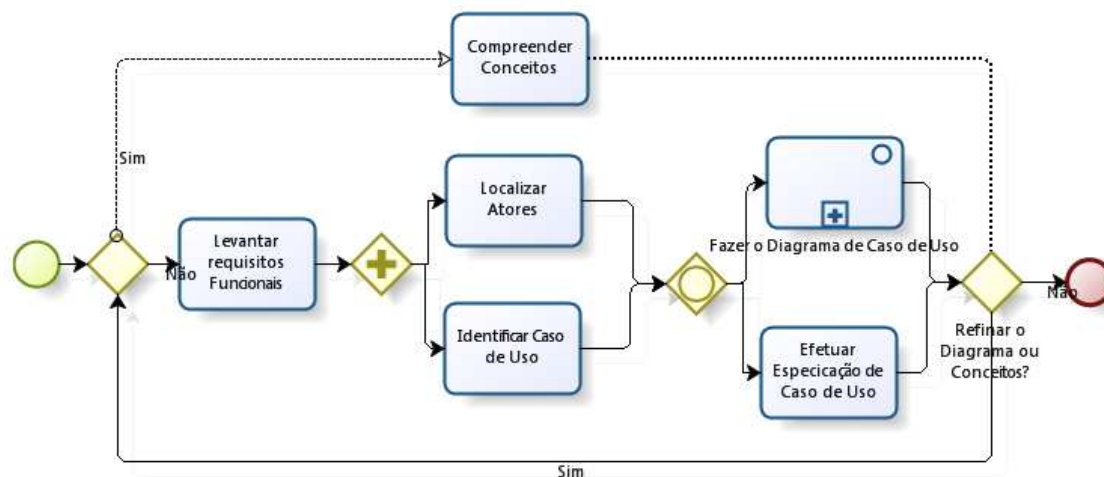 Compreender
Conceitos
Sim
Levantar
requisitos
Funcionais
Não
Localizar
Atores
Identificar Caso
de Uso
Fazer o Diagrama de Caso de Uso
Efetuar
Especicação de
Caso de Uso
Refinar o
Diagrama ou
Conceitos?
Não
Sim